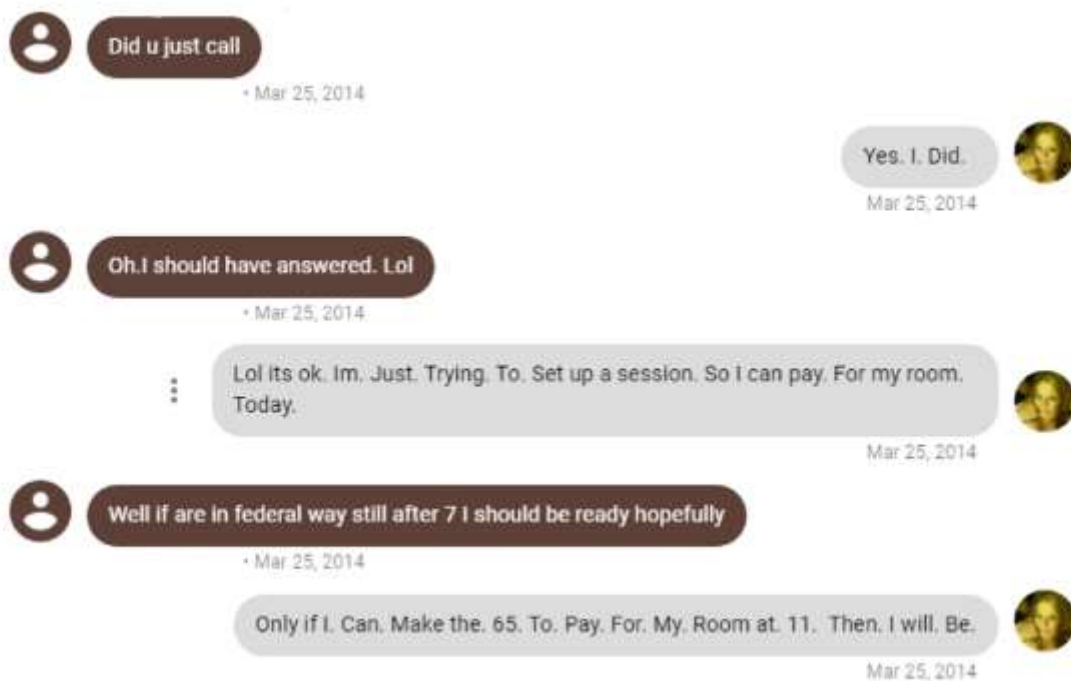 Did u just call
• Mar 25, 2014
Yes. I. Did.
Mar 25, 2014
Oh.I should have answered. Lol
• Mar 25, 2014
Lol its ok. Im. Just. Trying. To. Set up a session. So I can pay. For my room.
Today.
Mar 25, 2014
Well if are in federal way still after 7 I should be ready hopefully
• Mar 25, 2014
Only if I. Can. Make the. 65. To. Pay. For. My. Room at. 11.  Then. I will. Be.
Mar 25, 2014